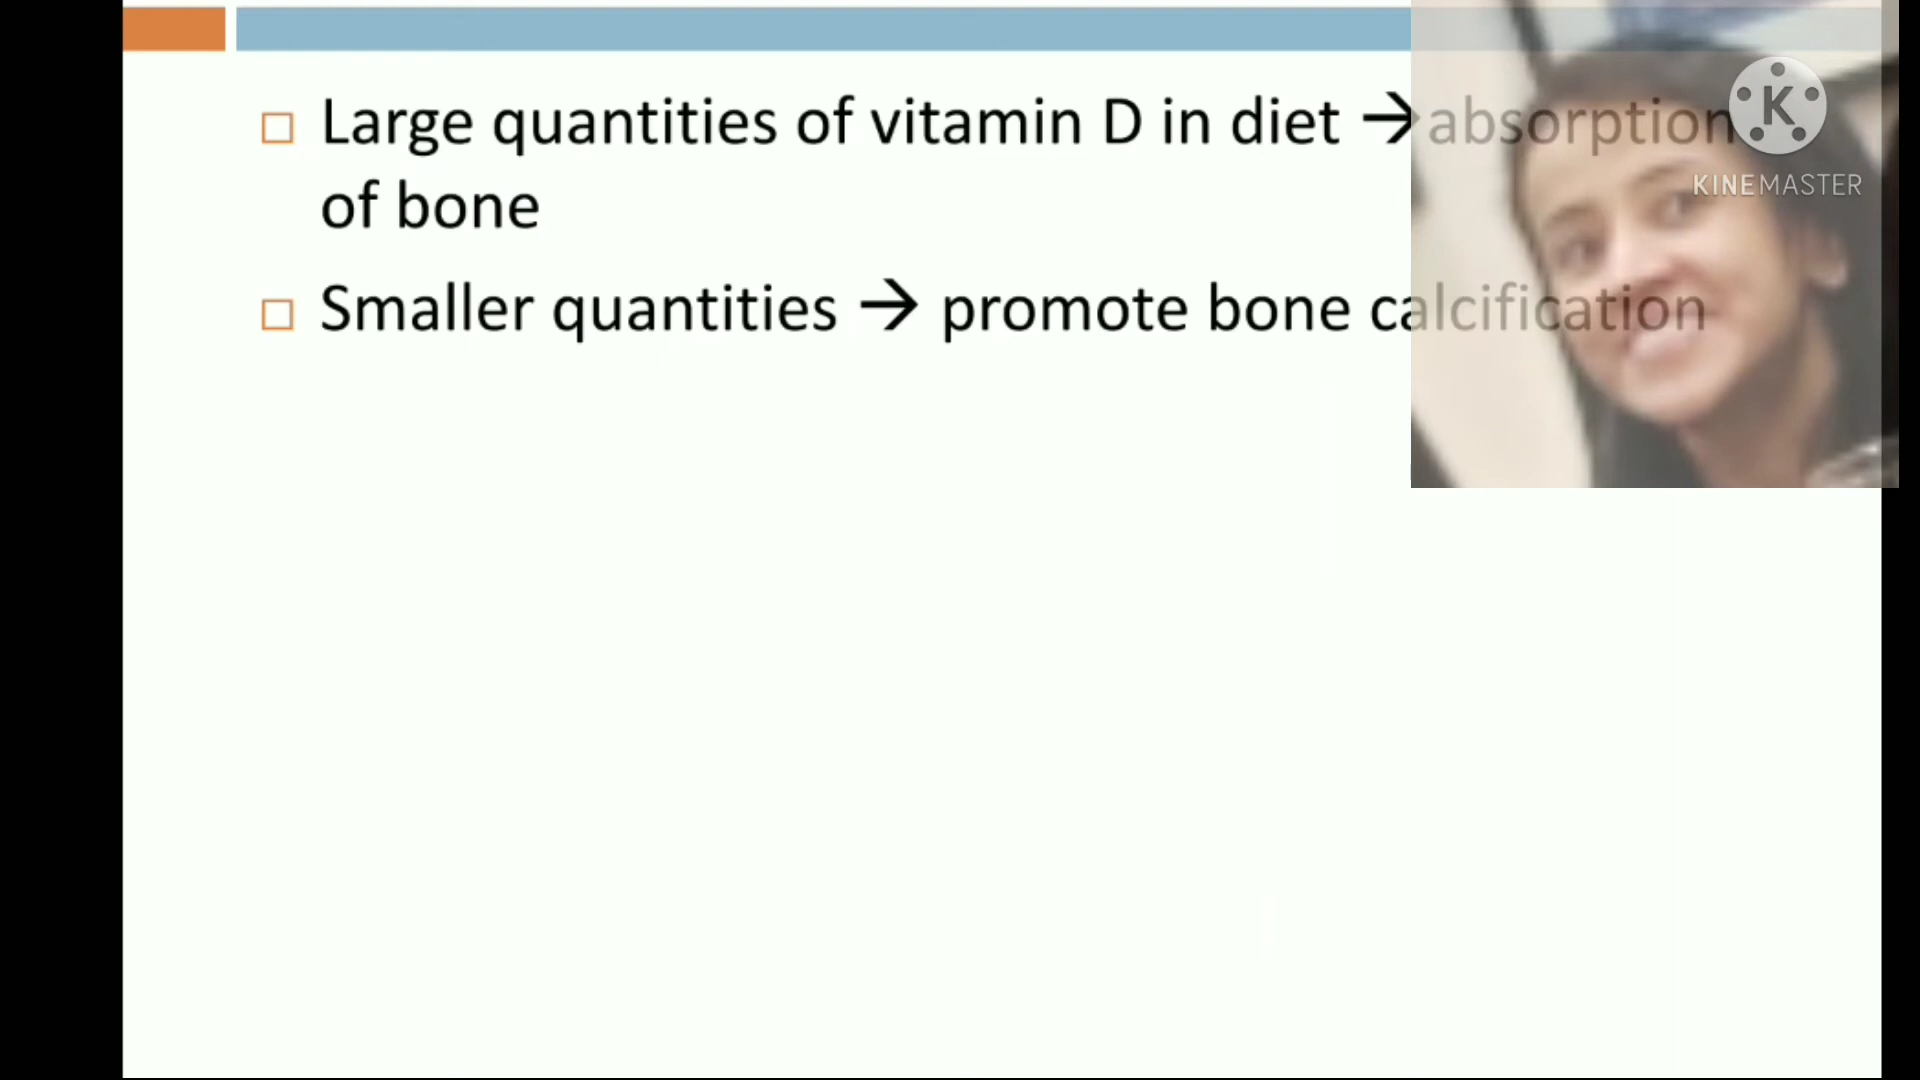 Large quantities of vitamin D in diet → absorption
of bone
Smaller quantities → promote bone calcification
K
KINEMASTER